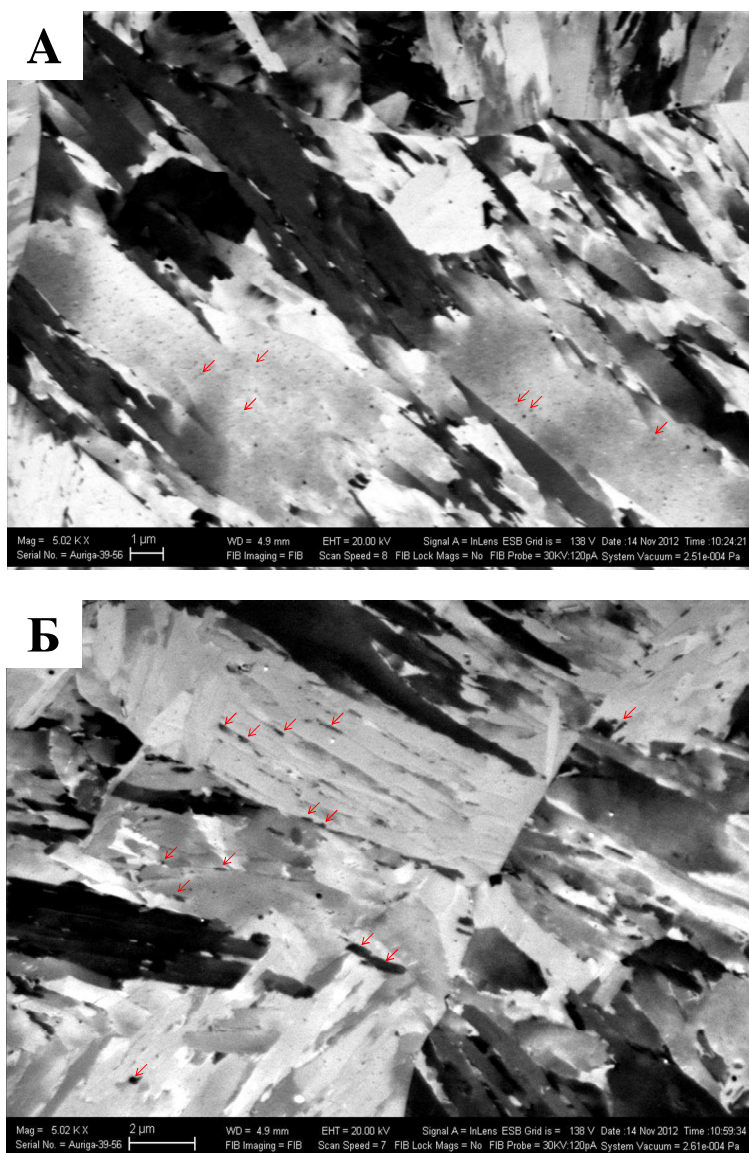 А
Mag = 5.02 K X 1 µm WD = 4.9 mm EHT = 20.00 kV Signal A = InLens ESB Grid is = 138 V Date :14 Nov 2012 Time :10:24:21
Serial No. = Auriga-39-56 FIB Imaging = FIB Scan Speed = 8 FIB Lock Mags = No FIB Probe = 30KV:120pA System Vacuum = 2.51e-004 Pa
Б
Mag = 5.02 K X 2 µm WD = 4.9 mm EHT = 20.00 kV Signal A = InLens ESB Grid is = 138 V Date :14 Nov 2012 Time :10:59:34
Serial No. = Auriga-39-56 FIB Imaging = FIB Scan Speed = 7 FIB Lock Mags = No FIB Probe = 30KV:120pA System Vacuum = 2.61e-004 Pa